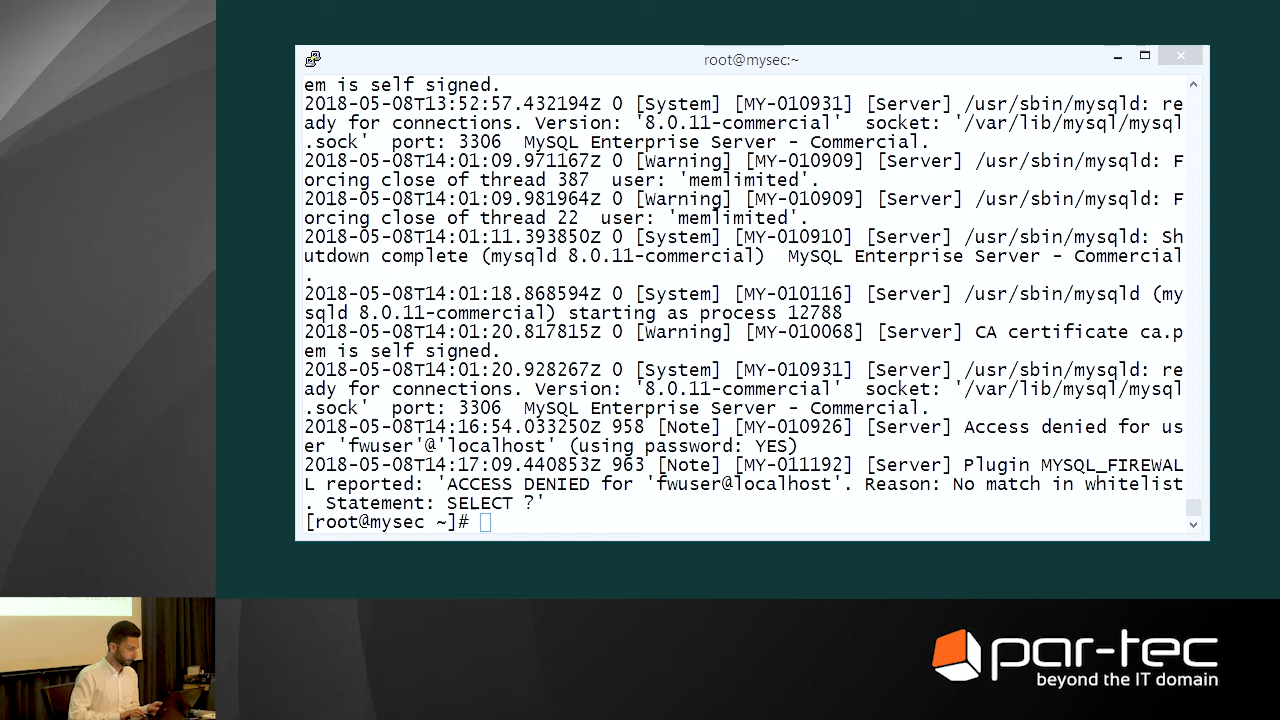 root@mysec:~
em is self signed.
2018-05-08T13:52:57.432194Z 0 [System] [MY-010931] [Server] /usr/sbin/mysqld: re
ady for connections. Version: '8.0.11-commercial'  socket: '/var/lib/mysql/mysql
.sock'  port: 3306  MySQL Enterprise Server - Commercial.
2018-05-08T14:01:09.971167Z 0 [Warning] [MY-010909] [Server] /usr/sbin/mysqld: F
orcing close of thread 387  user: 'memlimited'.
2018-05-08T14:01:09.981964Z 0 [Warning] [MY-010909] [Server] /usr/sbin/mysqld: F
orcing close of thread 22  user: 'memlimited'.
2018-05-08T14:01:11.393850Z 0 [System] [MY-010910] [Server] /usr/sbin/mysqld: Sh
utdown complete (mysqld 8.0.11-commercial)  MySQL Enterprise Server - Commercial
.
2018-05-08T14:01:18.868594Z 0 [System] [MY-010116] [Server] /usr/sbin/mysqld (my
sqld 8.0.11-commercial) starting as process 12788
2018-05-08T14:01:20.817815Z 0 [Warning] [MY-010068] [Server] CA certificate ca.p
em is self signed.
2018-05-08T14:01:20.928267Z 0 [System] [MY-010931] [Server] /usr/sbin/mysqld: re
ady for connections. Version: '8.0.11-commercial'  socket: '/var/lib/mysql/mysql
.sock'  port: 3306  MySQL Enterprise Server - Commercial.
2018-05-08T14:16:54.033250Z 958 [Note] [MY-010926] [Server] Access denied for us
er 'fwuser'@'localhost' (using password: YES)
2018-05-08T14:17:09.440853Z 963 [Note] [MY-011192] [Server] Plugin MYSQL_FIREWAL
L reported: 'ACCESS DENIED for 'fwuser@localhost'. Reason: No match in whitelist
. Statement: SELECT ?'
[root@mysec ~]#
par-tec
beyond the IT domain